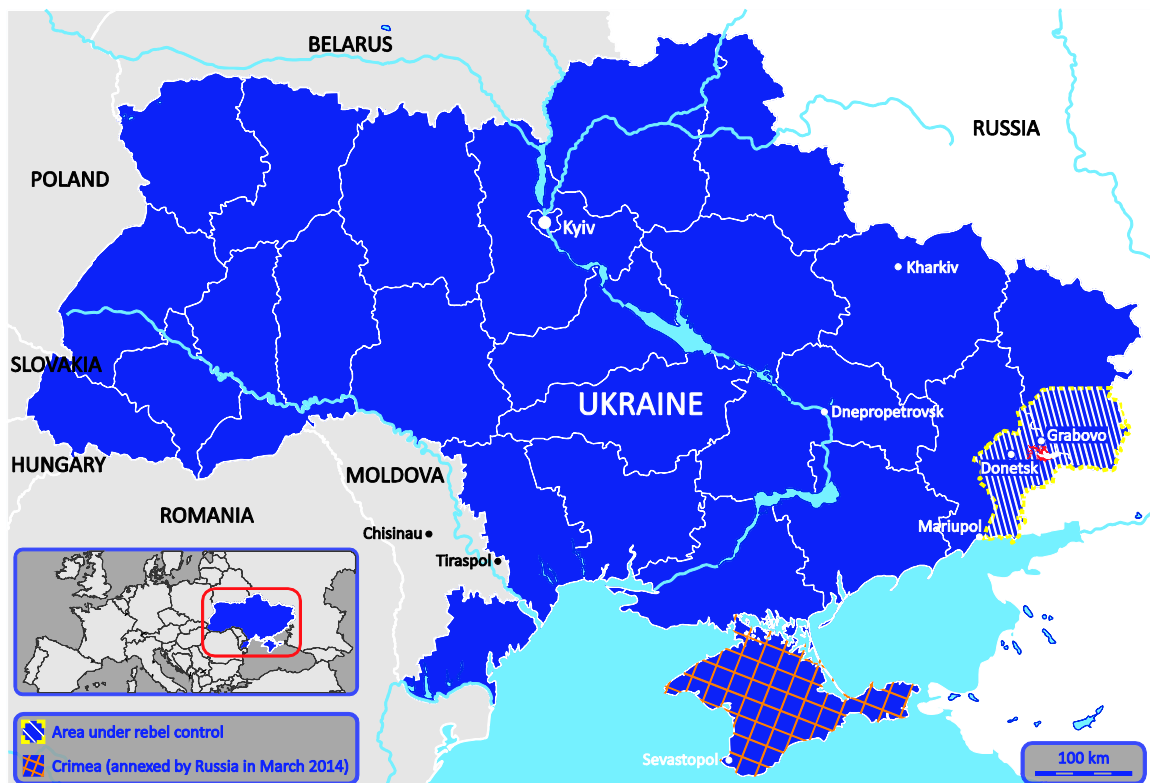 BELARUS
RUSSIA
POLAND
Kyiv
Kharkiv
SLOVAKIA
UKRAINE
Dnepropetrovsk
Grabovo
HUNGARY
Donetsk
MOLDOVA
ROMANIA
Mariupol
Chisinau
Tiraspol
Area under rebel control
Sevastopol
Crimea (annexed by Russia in March 2014)
100 km